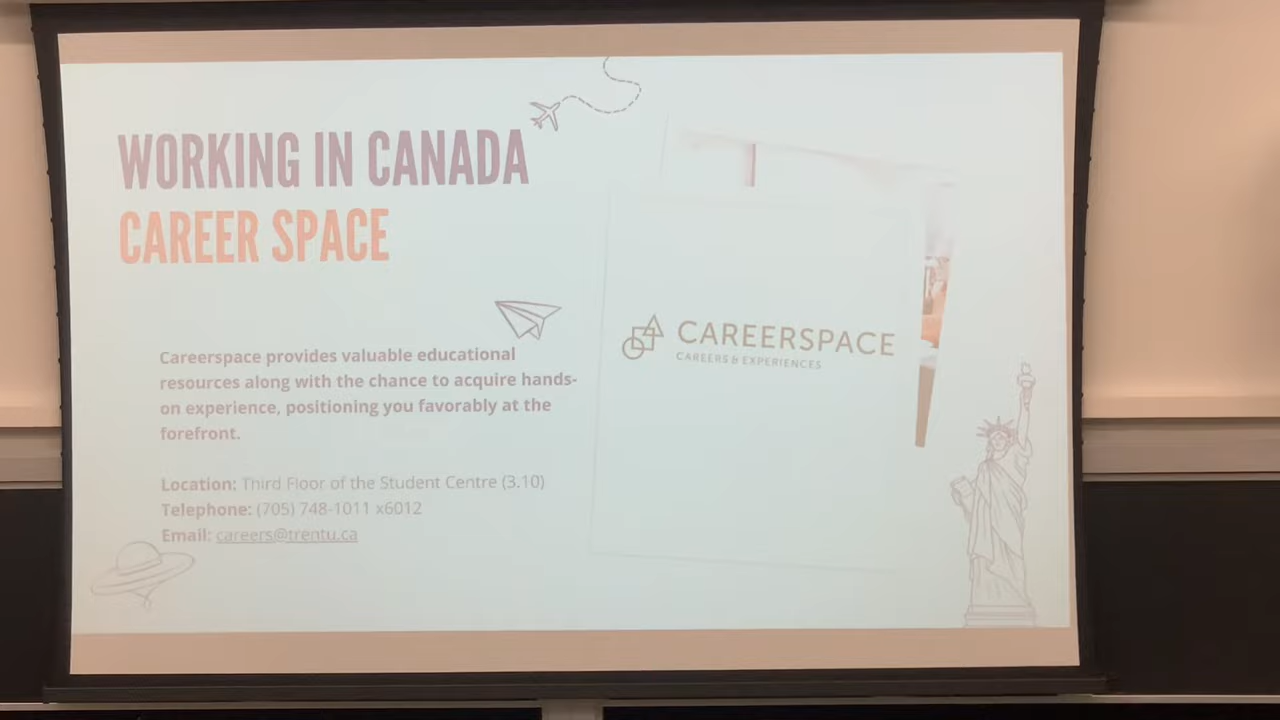 WORKING IN CANADA
CAREER SPACE
Careerspace provides valuable educational
resources along with the chance to acquire hands-
on experience, positioning you favorably at the
forefront.
Location: Third Floor of the Student Centre (3.10)
Telephone: (705) 748-1011 x6012
Email: careers@trentu.ca
CAREERSPACE
CAREERS & EXPERIENCES